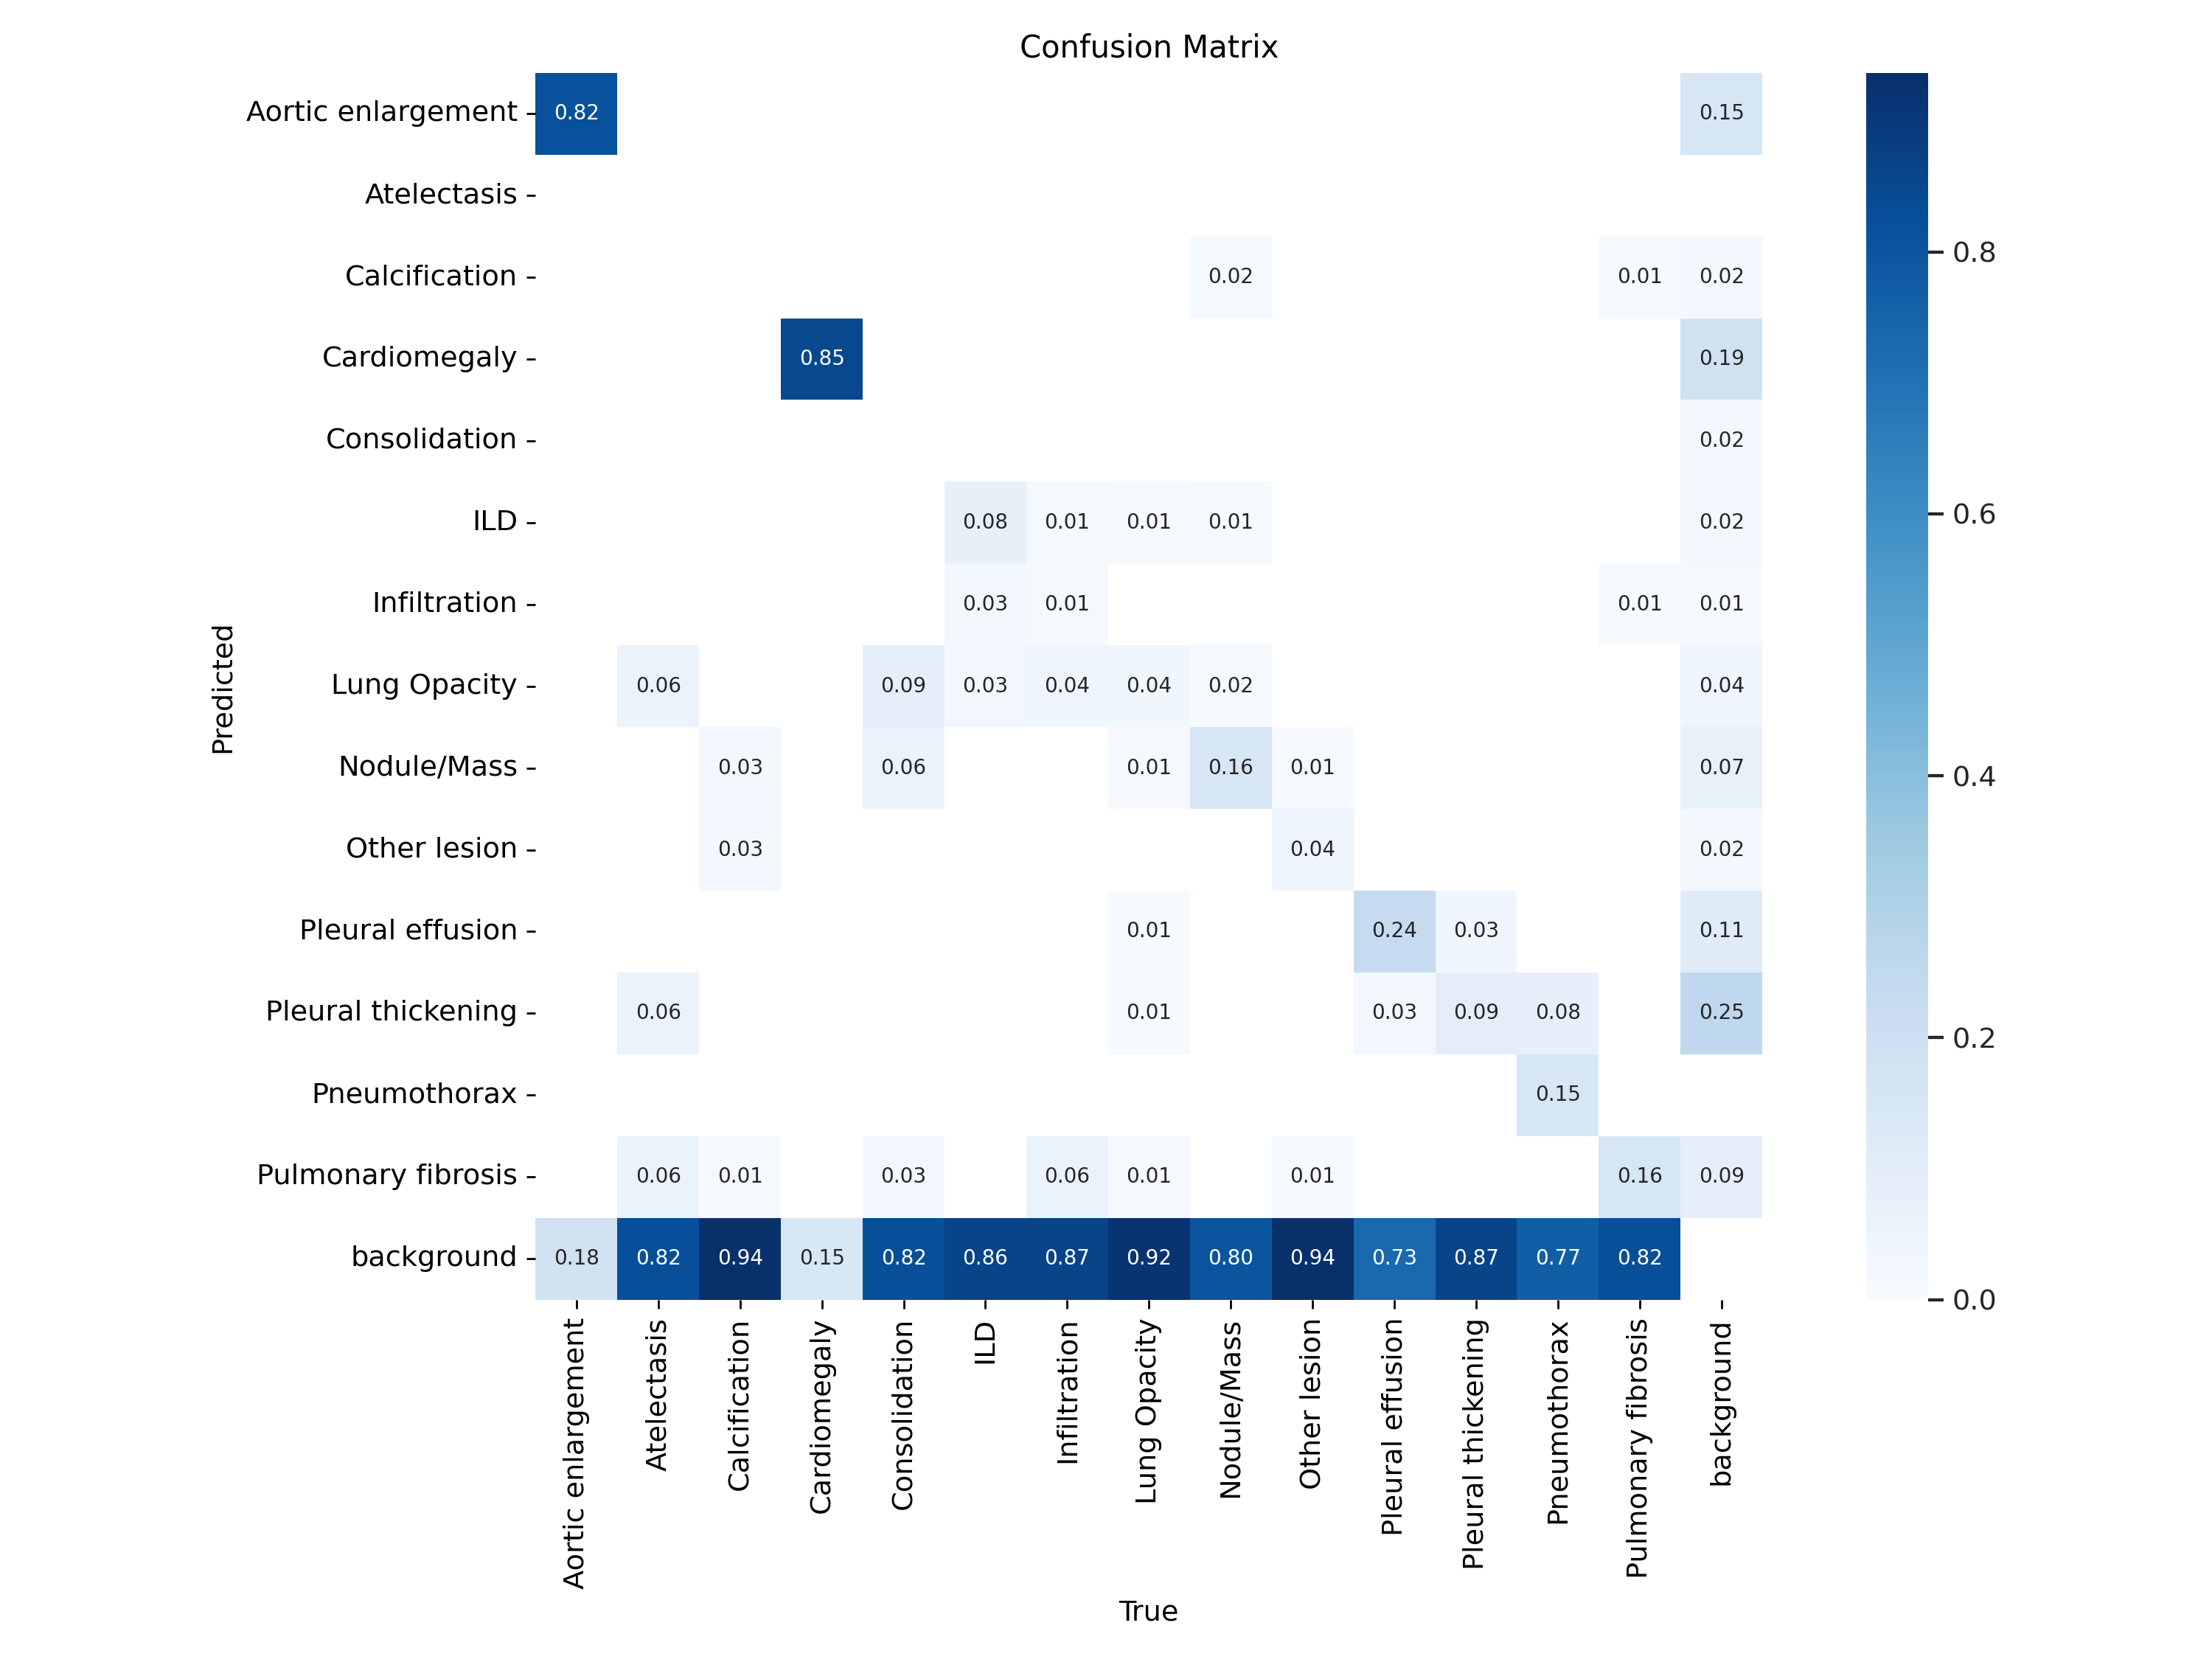 Confusion Matrix
Aortic enlargement 0.82 0.15
Atelectasis
Calcification 0.02 0.01 0.02
Cardiomegaly 0.85 0.19
Consolidation 0.02
ILD 0.08 0.01 0.01 0.01 0.02
Infiltration 0.03 0.01 0.01 0.01
Lung Opacity 0.06 0.09 0.03 0.04 0.04 0.02 0.04
Nodule/Mass 0.03 0.06 0.01 0.16 0.01 0.07
Other lesion 0.03 0.04 0.02
Pleural effusion 0.01 0.24 0.03 0.11
Pleural thickening 0.06 0.01 0.03 0.09 0.08 0.25
Pneumothorax 0.15
Pulmonary fibrosis 0.06 0.01 0.03 0.06 0.01 0.01 0.16 0.09
background 0.18 0.82 0.94 0.15 0.82 0.86 0.87 0.92 0.80 0.94 0.73 0.87 0.77 0.82
Predicted
Aortic enlargement
Atelectasis
Calcification
Cardiomegaly
Consolidation
ILD
Infiltration
Lung Opacity
Nodule/Mass
Other lesion
Pleural effusion
Pleural thickening
Pneumothorax
Pulmonary fibrosis
background
True
0.8
0.6
0.4
0.2
0.0